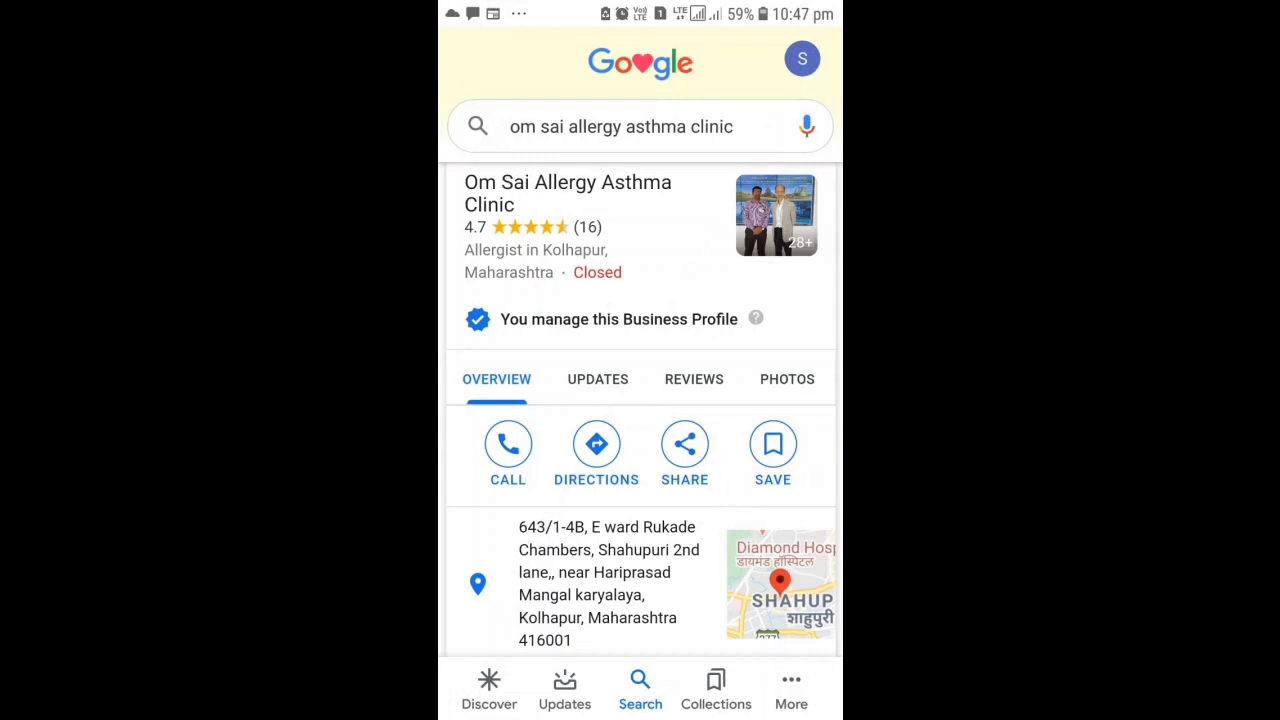 59% 10:47 pm
Google
S
om sai allergy asthma clinic
Om Sai Allergy Asthma
Clinic
4.7 (16)
Allergist in Kolhapur,
Maharashtra · Closed
28+
You manage this Business Profile
OVERVIEW UPDATES REVIEWS PHOTOS
CALL DIRECTIONS SHARE SAVE
643/1-4B, E ward Rukade
Chambers, Shahupuri 2nd
lane,, near Hariprasad
Mangal karyalaya,
Kolhapur, Maharashtra
416001
Diamond Hosp
डायमंड हॉस्पिटल
SHAHUP
शाहुपुरी
Discover Updates Search Collections More